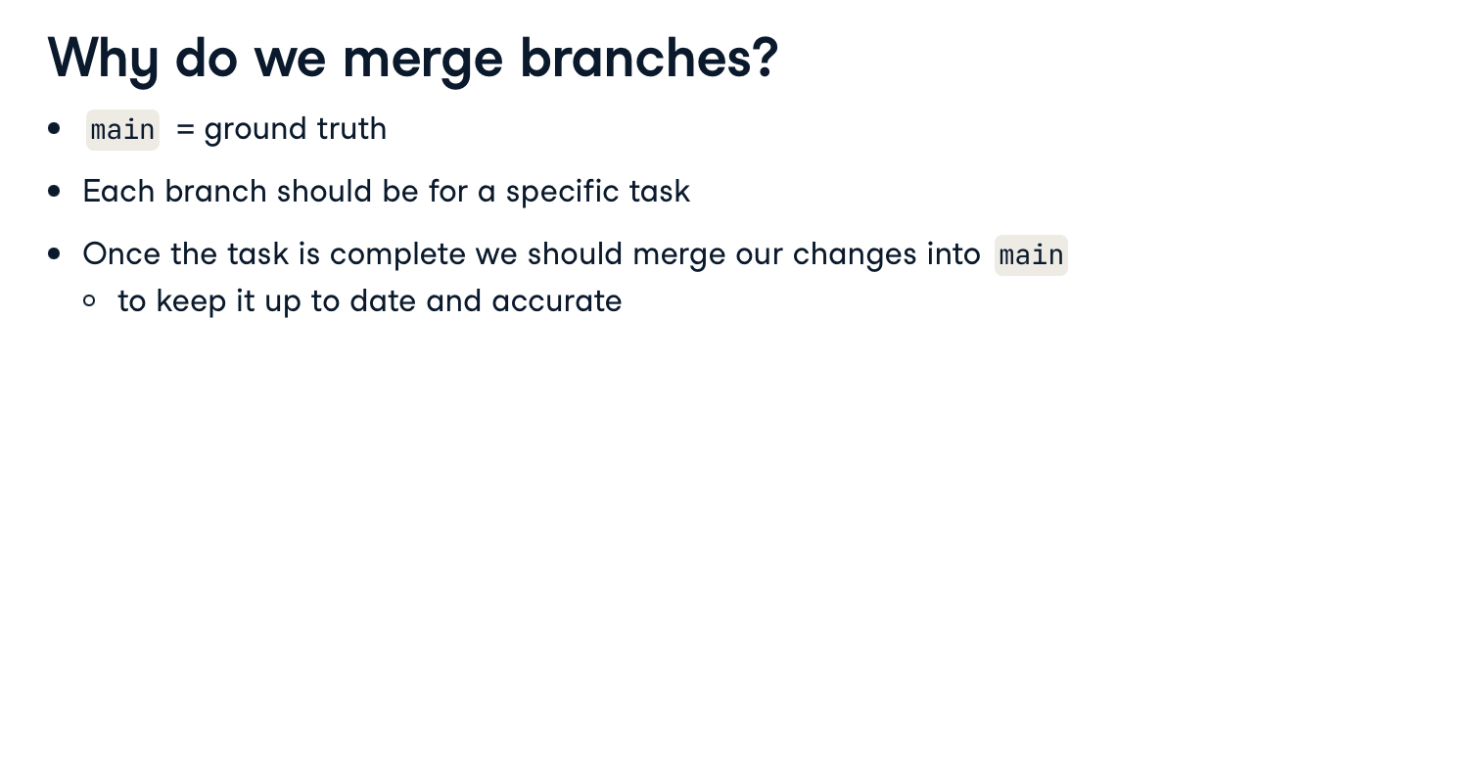 Why do we merge branches?
• main = ground truth
• Each branch should be for a specific task
• Once the task is complete we should merge our changes into main
○ to keep it up to date and accurate